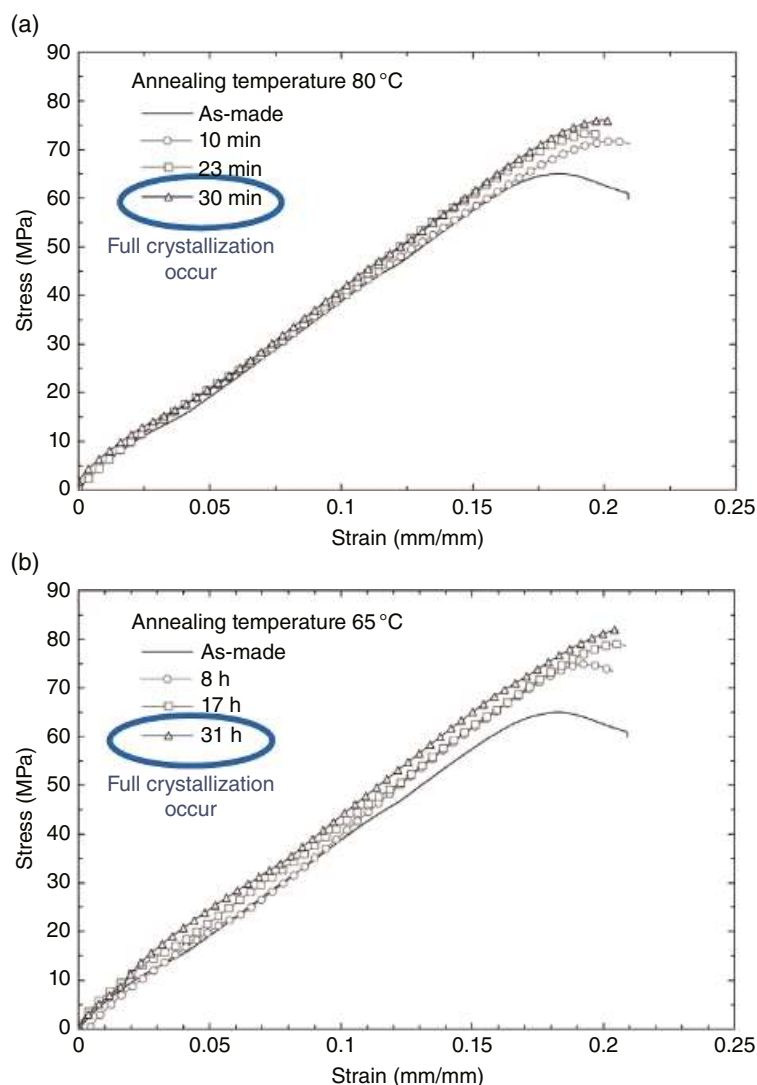 (a)
90
80
70
60
50
40
30
20
10
0
Stress (MPa)
Annealing temperature 80 °C
As-made
10 min
23 min
30 min
Full crystallization
occur
0
0.05
0.1
0.15
0.2
0.25
Strain (mm/mm)
(b)
90
80
70
60
50
40
30
20
10
0
Stress (MPa)
Annealing temperature 65 °C
As-made
8 h
17 h
31 h
Full crystallization
occur
0
0.05
0.1
0.15
0.2
0.25
Strain (mm/mm)